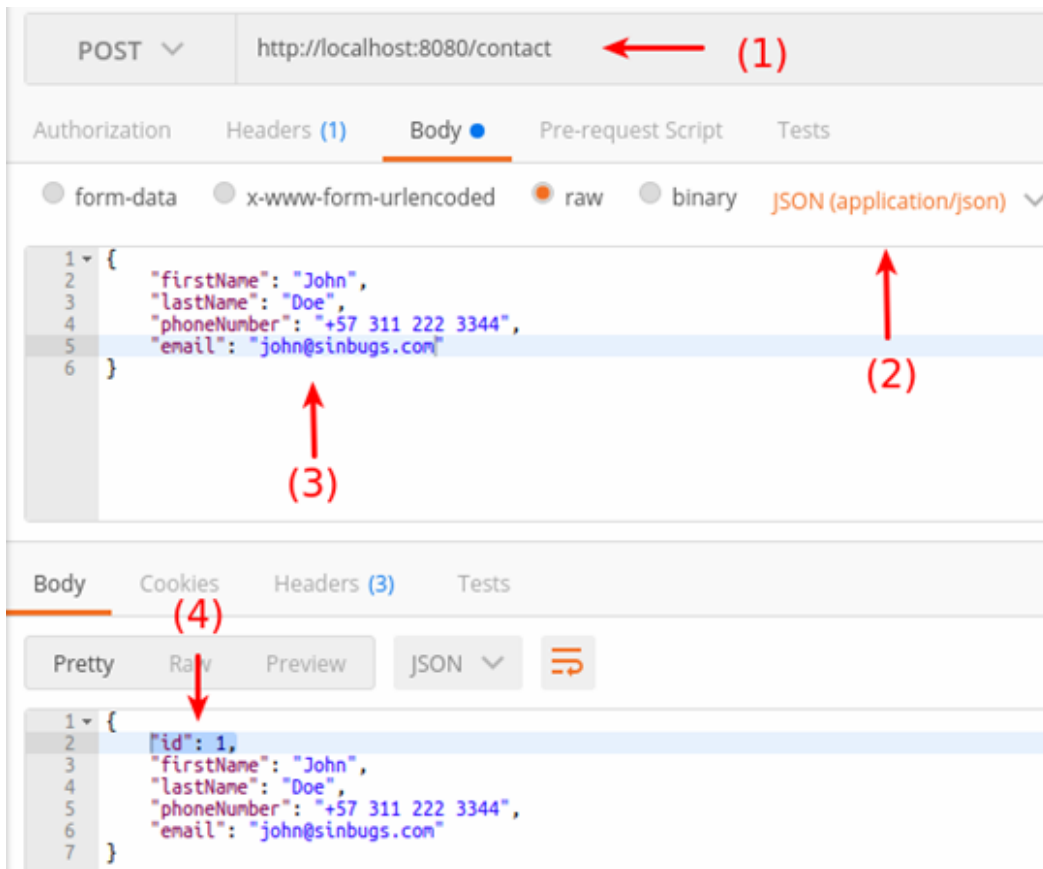 POST http://localhost:8080/contact (1)
Authorization Headers (1) Body Pre-request Script Tests
form-data x-www-form-urlencoded raw binary JSON (application/json)
1 {
2 "firstName": "John",
3 "lastName": "Doe",
4 "phoneNumber": "+57 311 222 3344",
5 "email": "john@sinbugs.com"
6 }
(2)
(3)
Body Cookies Headers (3) Tests
(4)
Pretty Raw Preview JSON
1 {
2 "id": 1,
3 "firstName": "John",
4 "lastName": "Doe",
5 "phoneNumber": "+57 311 222 3344",
6 "email": "john@sinbugs.com"
7 }